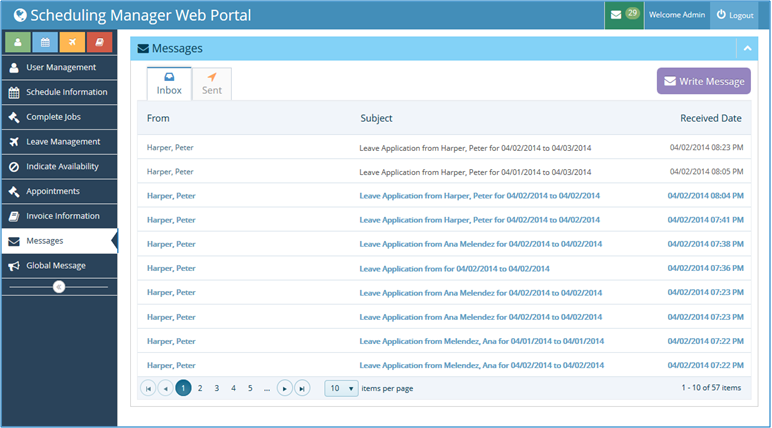 Scheduling Manager Web Portal
29
Welcome Admin
Logout
User Management
Schedule Information
Complete Jobs
Leave Management
Indicate Availability
Appointments
Invoice Information
Messages
Global Message
Messages
Inbox
Sent
Write Message
From Subject Received Date
Harper, Peter Leave Application from Harper, Peter for 04/02/2014 to 04/03/2014 04/02/2014 08:23 PM
Harper, Peter Leave Application from Harper, Peter for 04/01/2014 to 04/03/2014 04/02/2014 08:05 PM
Harper, Peter Leave Application from Harper, Peter for 04/02/2014 to 04/02/2014 04/02/2014 08:04 PM
Harper, Peter Leave Application from Harper, Peter for 04/02/2014 to 04/02/2014 04/02/2014 07:41 PM
Harper, Peter Leave Application from Ana Melendez for 04/02/2014 to 04/02/2014 04/02/2014 07:38 PM
Harper, Peter Leave Application from for 04/02/2014 to 04/02/2014 04/02/2014 07:36 PM
Harper, Peter Leave Application from Ana Melendez for 04/02/2014 to 04/02/2014 04/02/2014 07:23 PM
Harper, Peter Leave Application from Ana Melendez for 04/02/2014 to 04/02/2014 04/02/2014 07:23 PM
Harper, Peter Leave Application from Melendez, Ana for 04/01/2014 to 04/01/2014 04/02/2014 07:22 PM
Harper, Peter Leave Application from Melendez, Ana for 04/02/2014 to 04/02/2014 04/02/2014 07:22 PM
1 2 3 4 5 ... 10 items per page 1 - 10 of 57 items